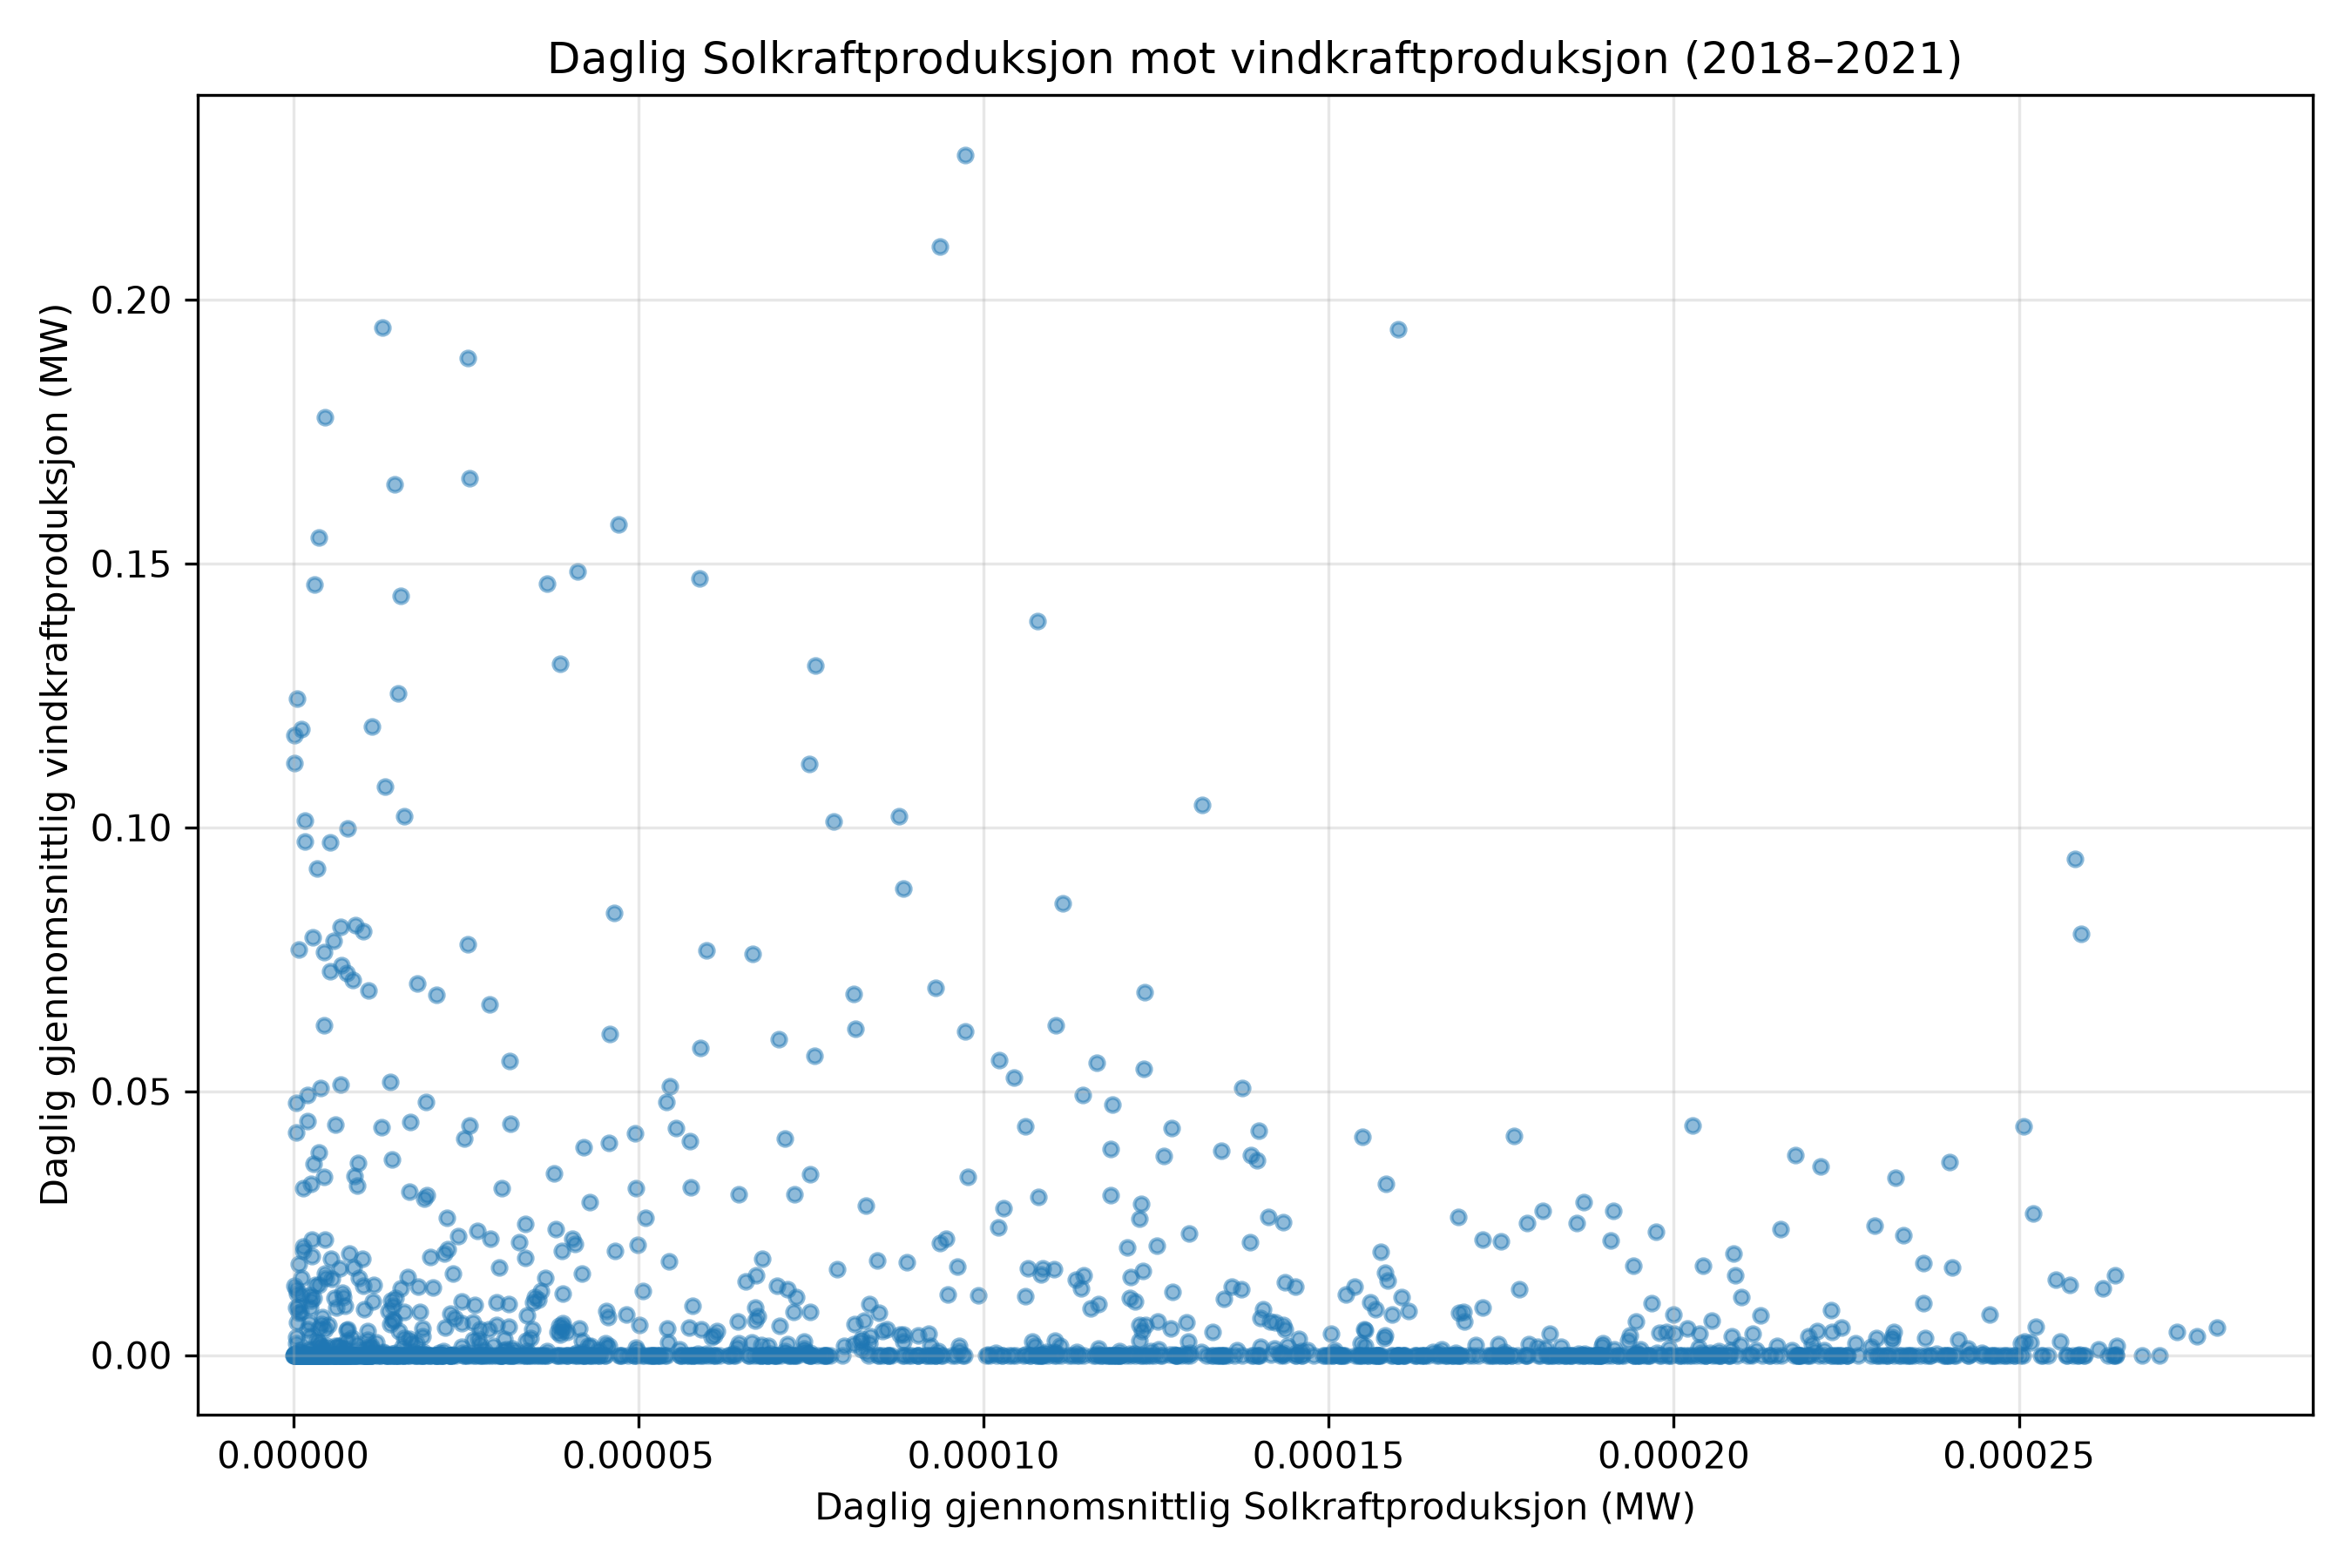 Daglig Solkraftproduksjon mot vindkraftproduksjon (2018–2021)
Daglig gjennomsnittlig vindkraftproduksjon (MW)
0.20
0.15
0.10
0.05
0.00
0.00000 0.00005 0.00010 0.00015 0.00020 0.00025
Daglig gjennomsnittlig Solkraftproduksjon (MW)